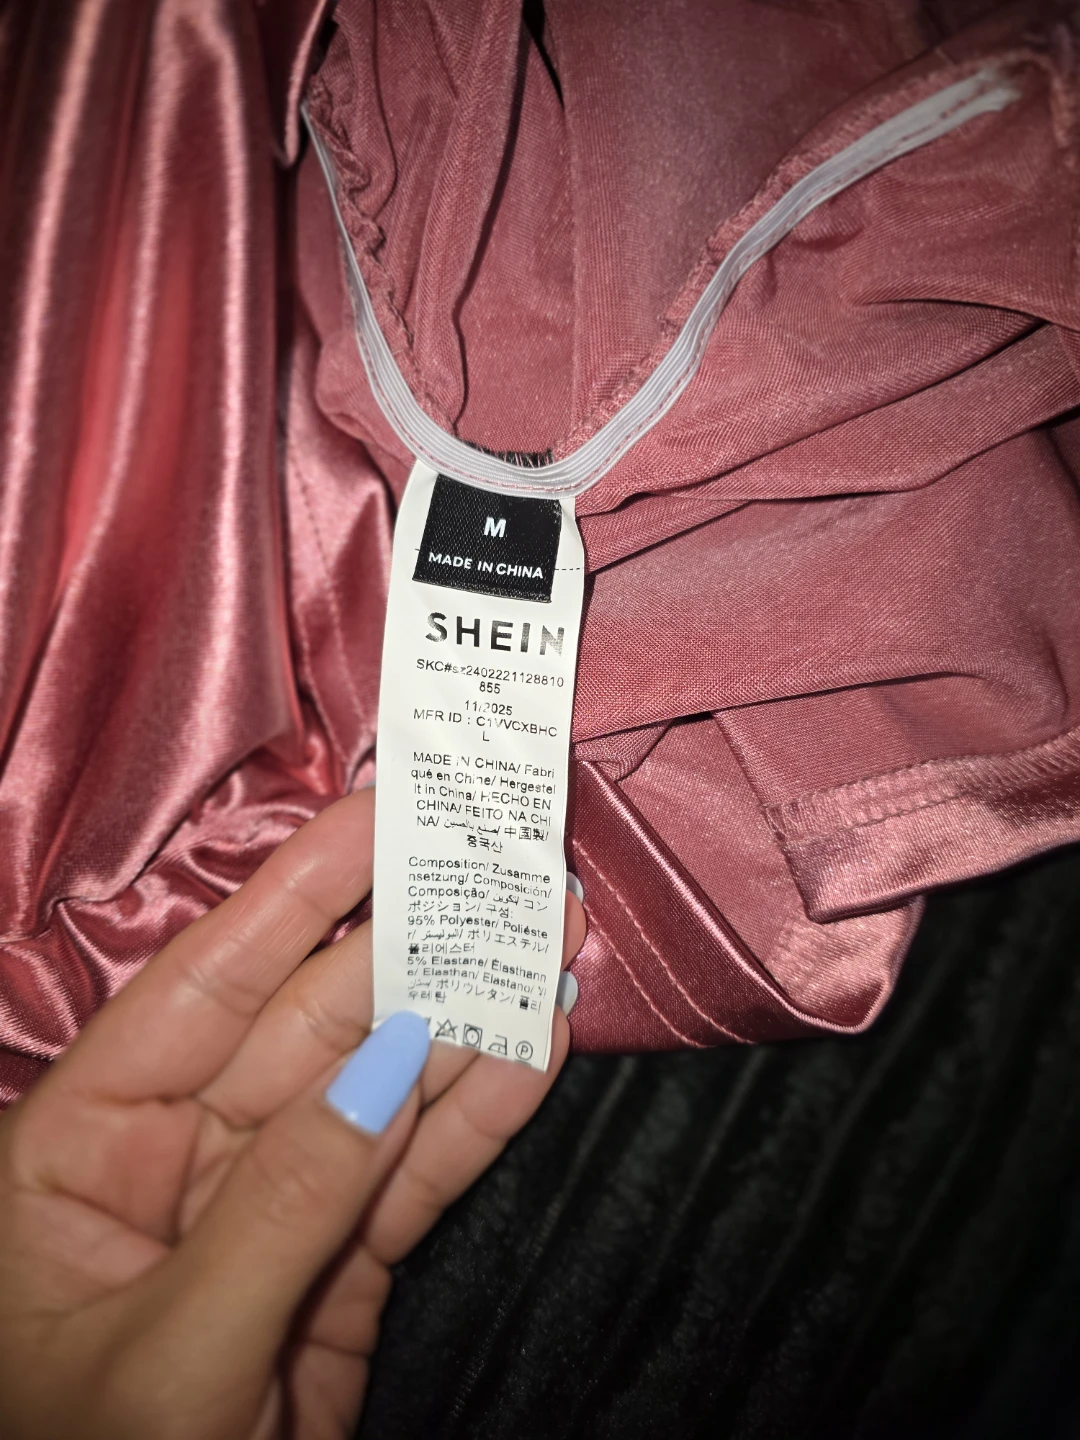 M
MADE IN CHINA
SHEIN
SKC#sz2402221128810
855
11/2025
MFR ID : C1VVCXBHC
L
MADE IN CHINA/ Fabri
qué en Chine/ Hergestel
lt in China/ HECHO EN
CHINA/ FEITO NA CHI
NA/ صنع بالصين/ 中國製/
중국산
Composition/ Zusamme
nsetzung/ Composición/
Composição/ تكوين/ コン
ポジション/ 구성:
95% Polyester/ Polieste
r/ البوليستر/ ポリエステル/
폴리에스터
5% Elastane/ Élasthann
e/ Elasthan/ Elastano/
ポリウレタン/ 폴리
우레탄
P